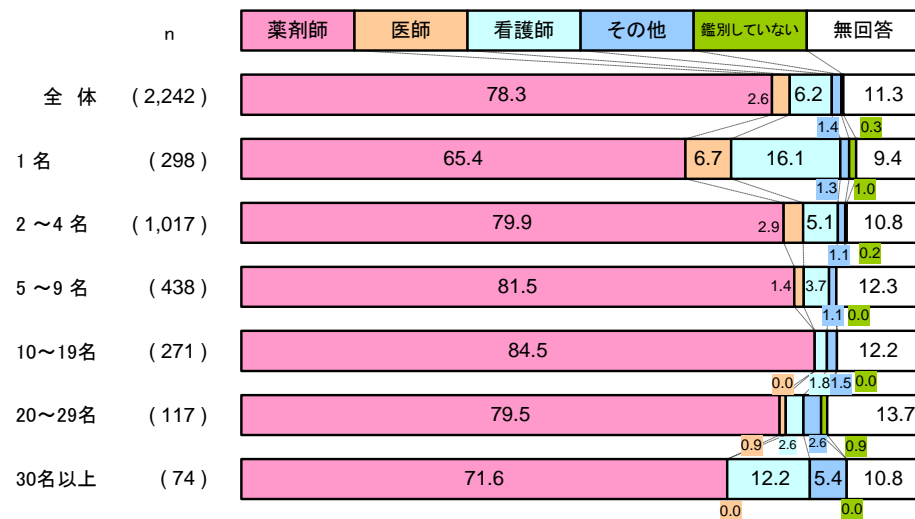 n 薬剤師 医師 看護師 その他 鑑別していない 無回答
全 体 ( 2,242 ) 78.3 2.6 6.2 11.3
1.4 0.3
1 名 ( 298 ) 65.4 6.7 16.1 9.4
1.3 1.0
2 ～4 名 ( 1,017 ) 79.9 2.9 5.1 10.8
1.1 0.2
5 ～9 名 ( 438 ) 81.5 1.4 3.7 12.3
1.1 0.0
10～19名 ( 271 ) 84.5 12.2
0.0 1.8 1.5 0.0
20～29名 ( 117 ) 79.5 13.7
0.9 2.6 2.6 0.9
30名以上 ( 74 ) 71.6 12.2 5.4 10.8
0.0 0.0